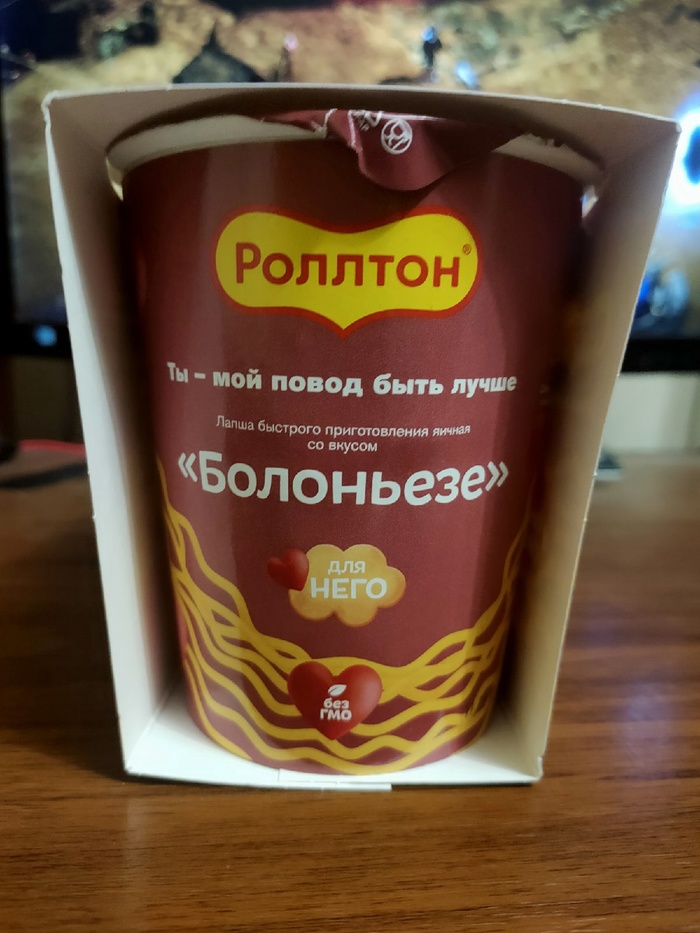 Роллтон®
Ты – мой повод быть лучше
Лапша быстрого приготовления яичная
со вкусом
«Болоньезе»
для
НЕГО
без
ГМО